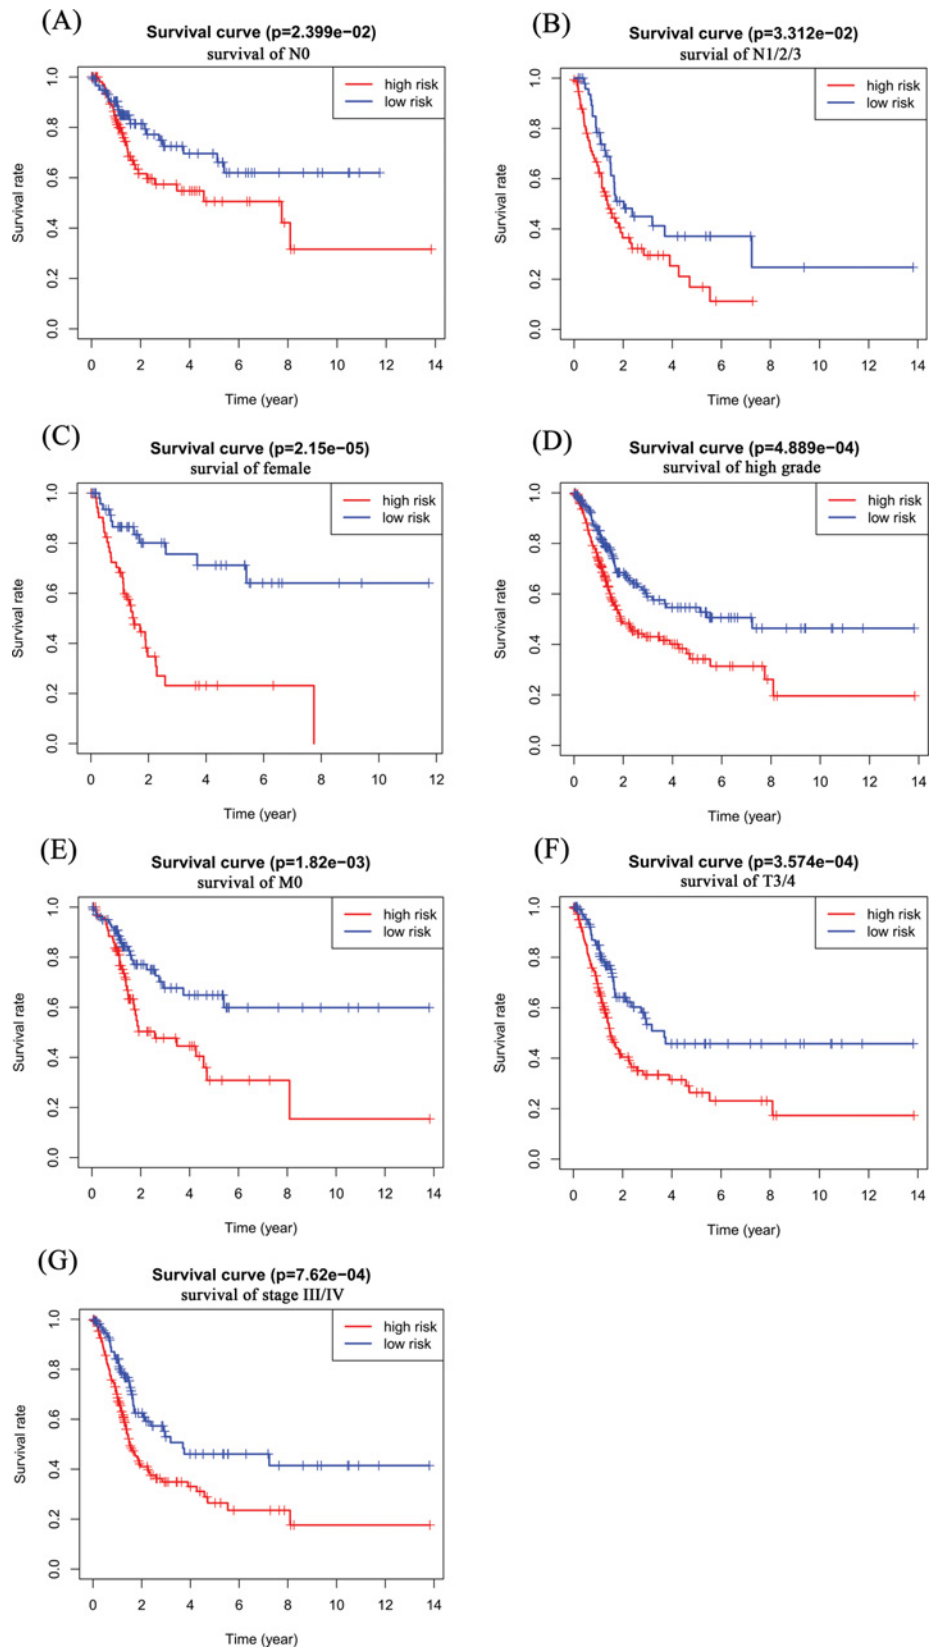 (A)
Survival curve (p=2.399e−02)
survival of N0
high risk
low risk
Survival rate
1.0
0.8
0.6
0.4
0.2
0.0
0 2 4 6 8 10 12 14
Time (year)
(B)
Survival curve (p=3.312e−02)
survial of N1/2/3
high risk
low risk
Survival rate
1.0
0.8
0.6
0.4
0.2
0.0
0 2 4 6 8 10 12 14
Time (year)
(C)
Survival curve (p=2.15e−05)
survial of female
high risk
low risk
Survival rate
1.0
0.8
0.6
0.4
0.2
0.0
0 2 4 6 8 10 12
Time (year)
(D)
Survival curve (p=4.889e−04)
survival of high grade
high risk
low risk
Survival rate
1.0
0.8
0.6
0.4
0.2
0.0
0 2 4 6 8 10 12 14
Time (year)
(E)
Survival curve (p=1.82e−03)
survival of M0
high risk
low risk
Survival rate
1.0
0.8
0.6
0.4
0.2
0.0
0 2 4 6 8 10 12 14
Time (year)
(F)
Survival curve (p=3.574e−04)
survival of T3/4
high risk
low risk
Survival rate
1.0
0.8
0.6
0.4
0.2
0.0
0 2 4 6 8 10 12 14
Time (year)
(G)
Survival curve (p=7.62e−04)
survival of stage III/IV
high risk
low risk
Survival rate
1.0
0.8
0.6
0.4
0.2
0.0
0 2 4 6 8 10 12 14
Time (year)